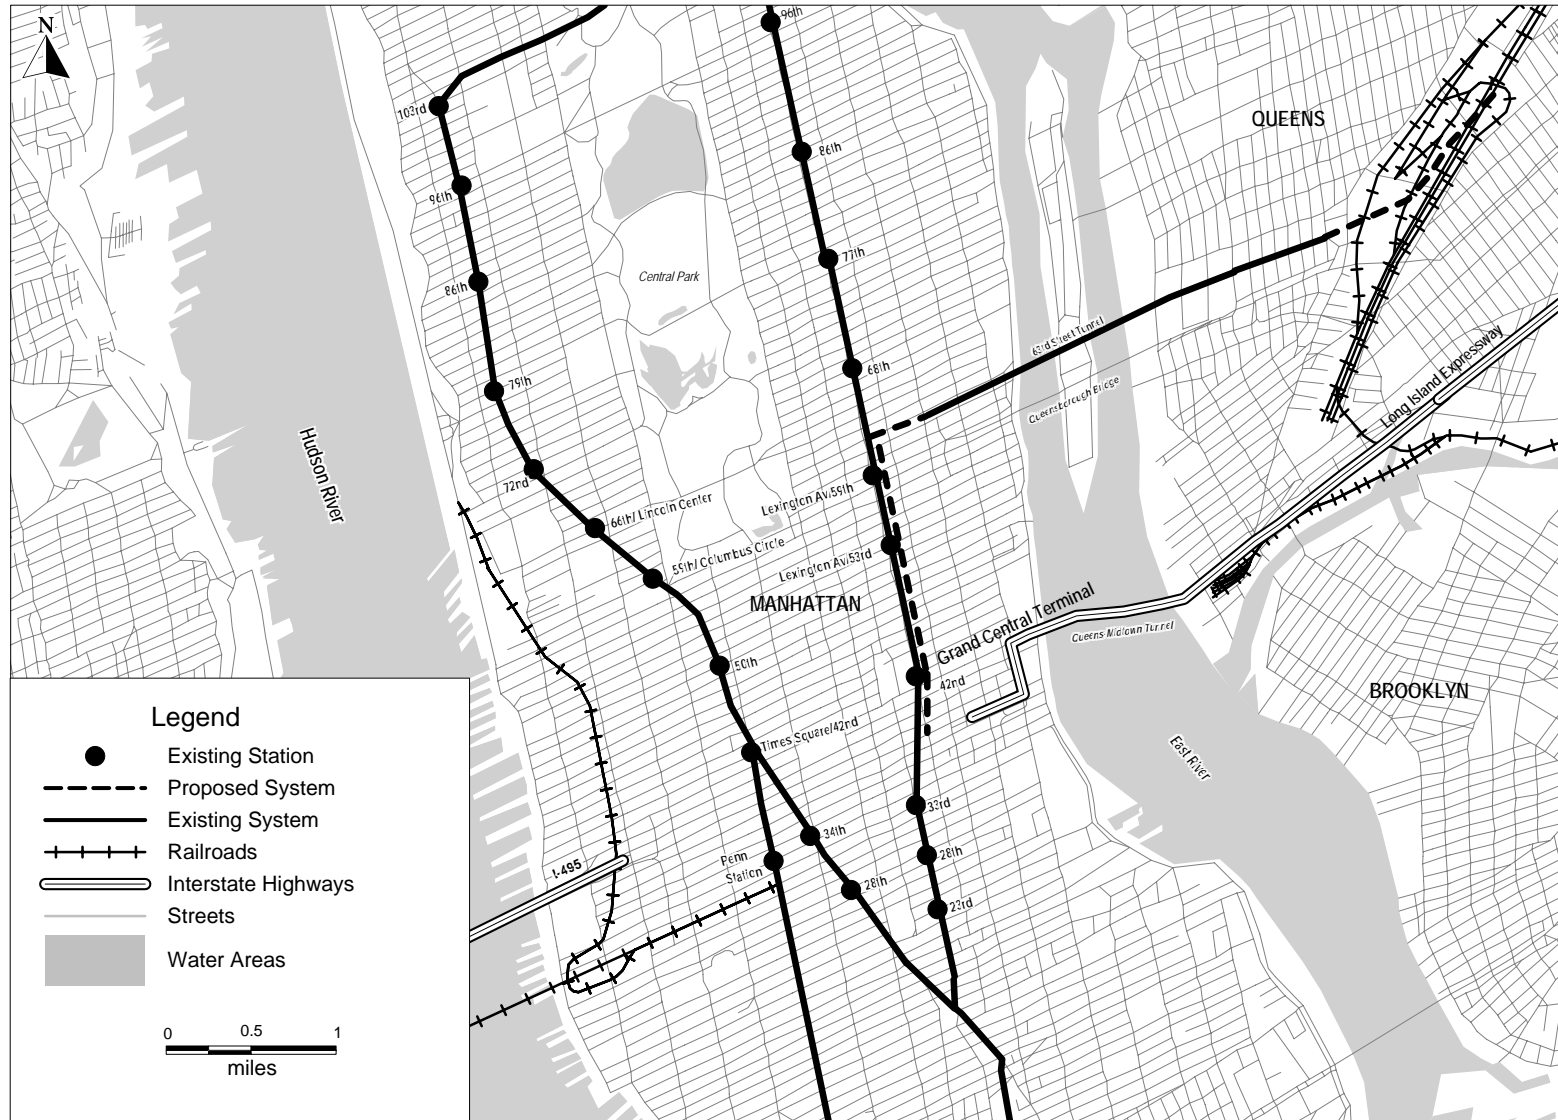 N
96th
103rd
QUEENS
86th
96th
77th
Central Park
86th
63rd Street Tunnel
68th
Long Island Expressway
79th
Queensborough Bridge
Hudson River
72nd
Lexington Av/59th
66th/ Lincoln Center
59th/ Columbus Circle
Lexington Av/53rd
MANHATTAN
Grand Central Terminal
Queens-Midtown Tunnel
50th
42nd
BROOKLYN
Times Square/42nd
East River
33rd
34th
Penn
Station
28th
28th
23rd
I-495
Legend
Existing Station
Proposed System
Existing System
Railroads
Interstate Highways
Streets
Water Areas
0 0.5 1
miles